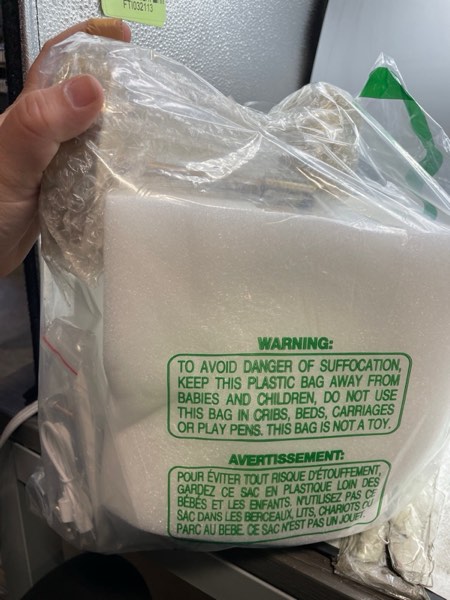 FT1032113
WARNING:
TO AVOID DANGER OF SUFFOCATION,
KEEP THIS PLASTIC BAG AWAY FROM
BABIES AND CHILDREN, DO NOT USE
THIS BAG IN CRIBS, BEDS, CARRIAGES
OR PLAY PENS. THIS BAG IS NOT A TOY.
AVERTISSEMENT:
POUR ÉVITER TOUT RISQUE D'ÉTOUFFEMENT,
GARDEZ CE SAC EN PLASTIQUE LOIN DES
BÉBÉS ET LES ENFANTS. N'UTILISEZ PAS CE
SAC DANS LES BERCEAUX, LITS, CHARIOTS OU
PARC AU BEBE. CE SAC N'EST PAS UN JOUET.